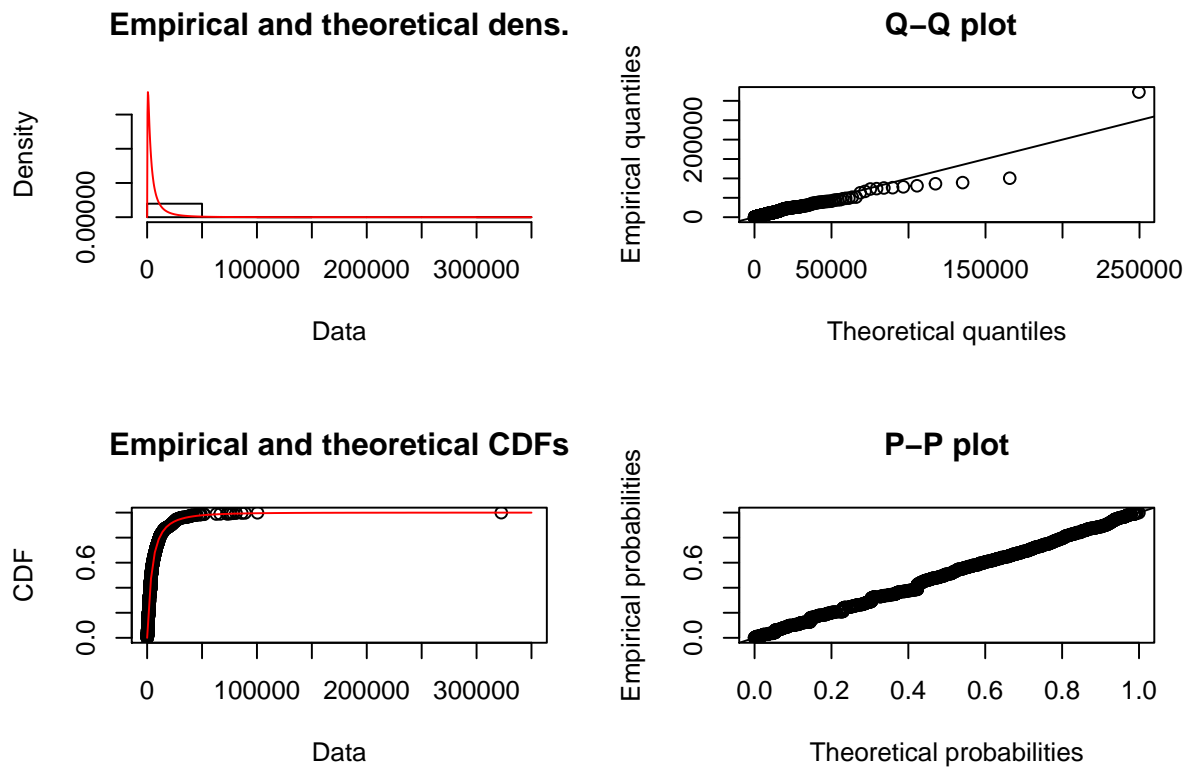 Empirical and theoretical dens.
Density
0.00000
0 100000 200000 300000
Data
Q−Q plot
Empirical quantiles
0 200000
0 50000 150000 250000
Theoretical quantiles
Empirical and theoretical CDFs
CDF
0.0 0.6
0 100000 200000 300000
Data
P−P plot
Empirical probabilities
0.0 0.6
0.0 0.2 0.4 0.6 0.8 1.0
Theoretical probabilities